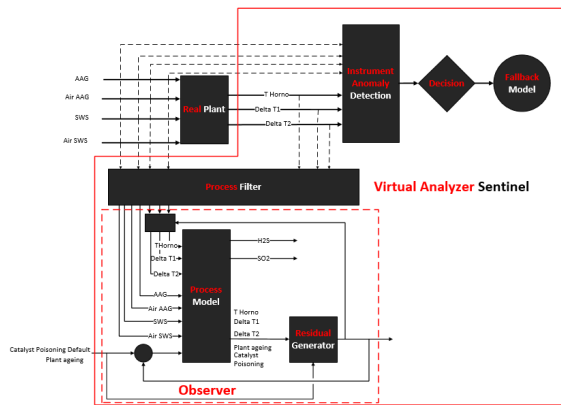 AAG
Air AAG
SWS
Air SWS
Real Plant
T Horno
Delta T1
Delta T2
Instrument
Anomaly
Detection
Decision
Fallback
Model
Process Filter
Virtual Analyzer Sentinel
THorno
Delta T1
Delta T2
AAG
Air AAG
SWS
Air SWS
Process
Model
H2S
SO2
T Horno
Delta T1
Delta T2
Plant ageing
Catalyst
Poisoning
Residual
Generator
Catalyst Poisoning Default
Plant ageing
Observer